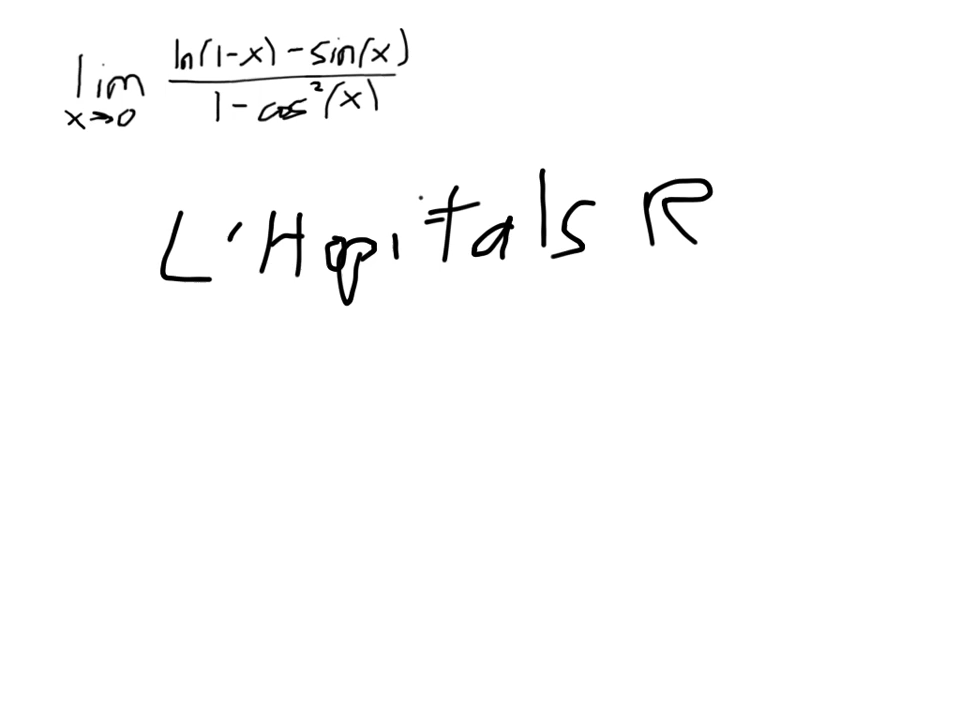 lim ln(1-x) - sin(x)
x→0 1 - cos²(x)
L'Hopitals R